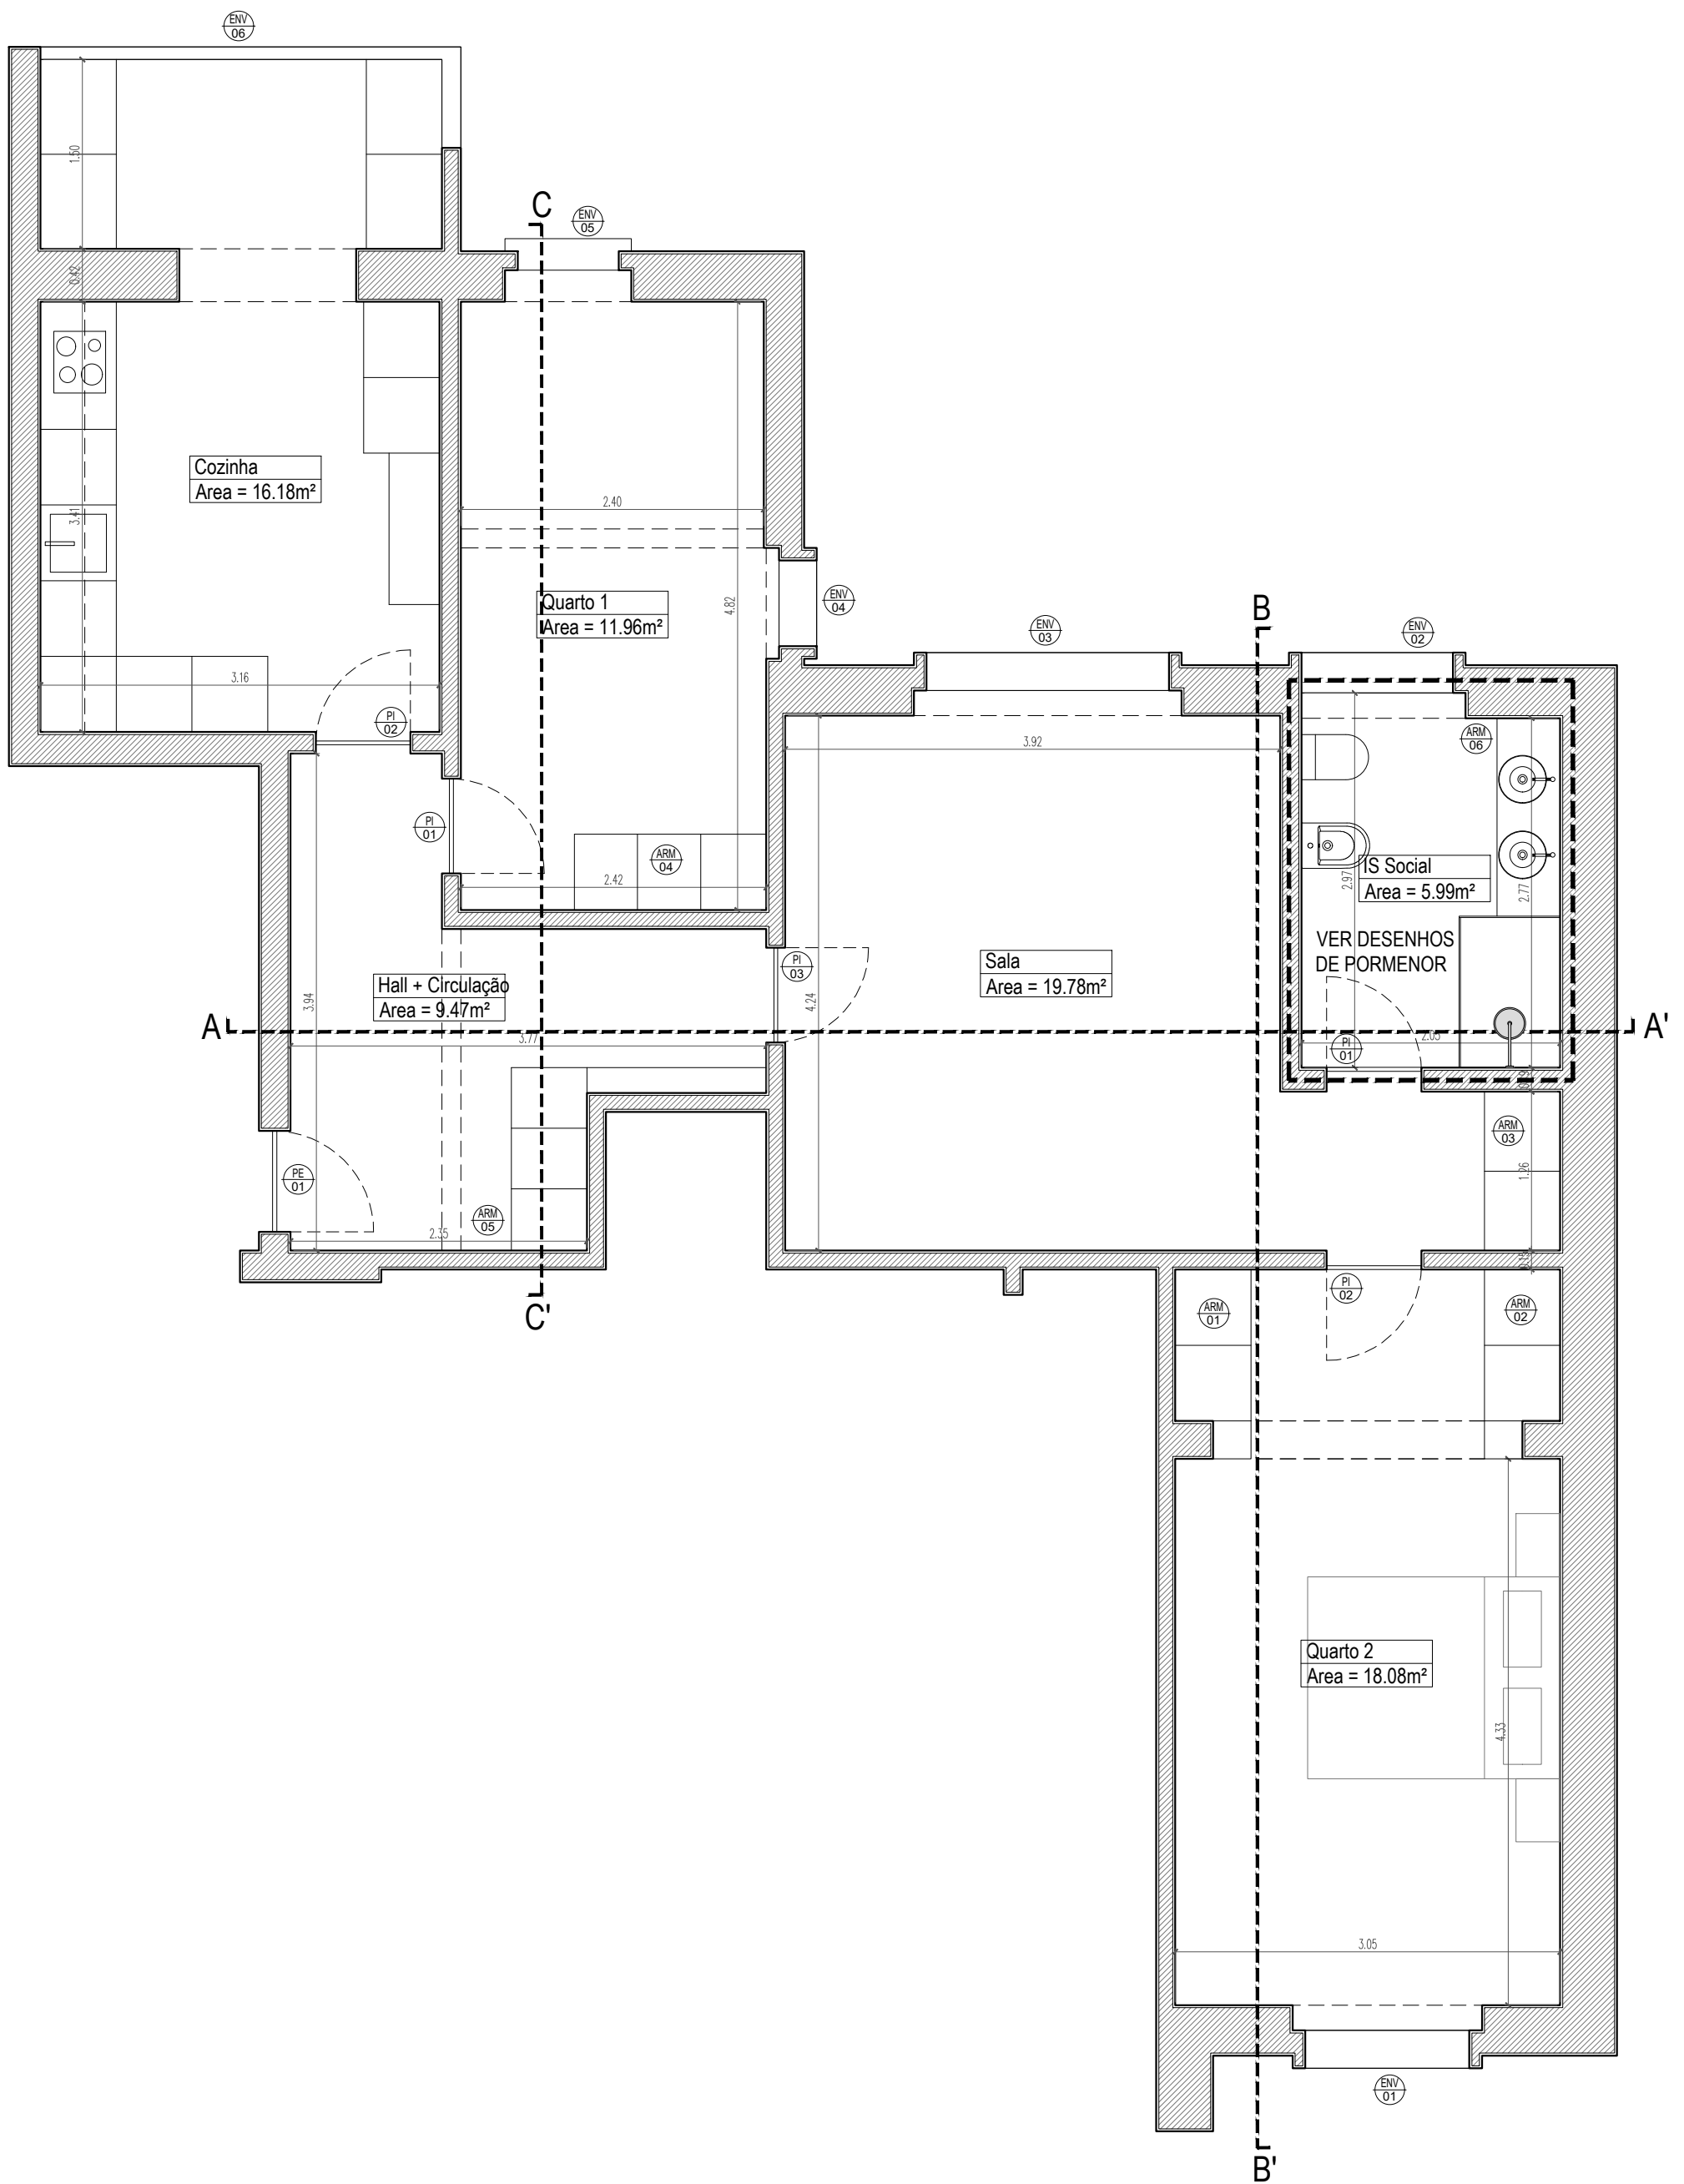 ENV
06
1.50
C
ENV
05
0.42
Cozinha
Area = 16.18m²
2.40
3.41
Quarto 1
Area = 11.96m²
4.82
ENV
04
B
ENV
03
ENV
02
3.16
PI
02
3.92
ARM
06
PI
01
ARM
04
2.42
IS Social
Area = 5.99m²
2.97
2.77
VER DESENHOS
DE PORMENOR
PI
03
Sala
Area = 19.78m²
Hall + Circulação
Area = 9.47m²
3.94
4.24
A
A'
3.77
PI
01
2.05
ARM
03
1.26
PE
01
ARM
05
2.35
0.15
C'
PI
02
ARM
01
ARM
02
Quarto 2
Area = 18.08m²
4.33
3.05
ENV
01
B'